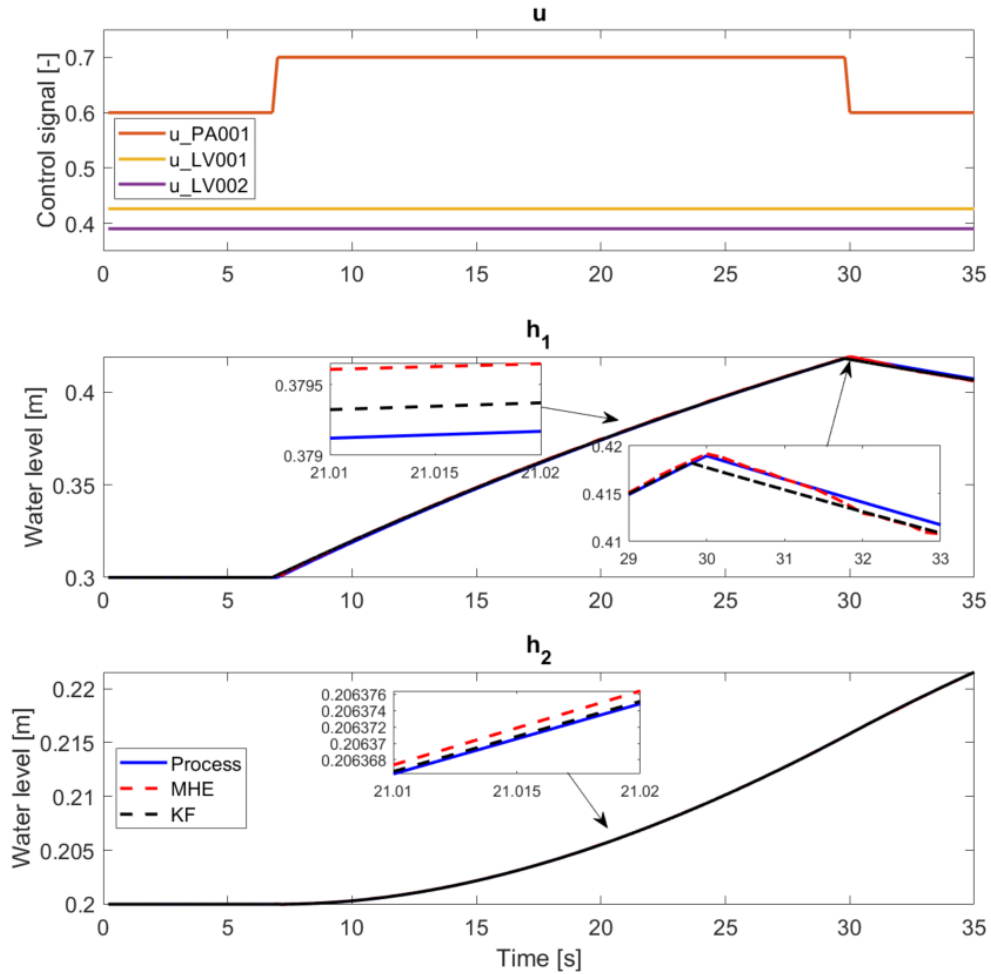 u
Control signal [-]
0.7
0.6
0.5
0.4
u_PA001
u_LV001
u_LV002
0 5 10 15 20 25 30 35
h1
Water level [m]
0.4
0.35
0.3
0.3795
0.379
21.01 21.015 21.02
0.42
0.415
0.41
29 30 31 32 33
0 5 10 15 20 25 30 35
h2
Water level [m]
0.22
0.215
0.21
0.205
0.2
0.206376
0.206374
0.206372
0.20637
0.206368
21.01 21.015 21.02
Process
MHE
KF
0 5 10 15 20 25 30 35
Time [s]